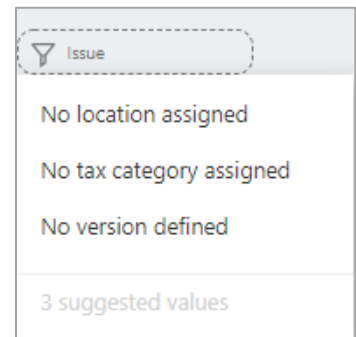 Issue
No location assigned
No tax category assigned
No version defined
3 suggested values